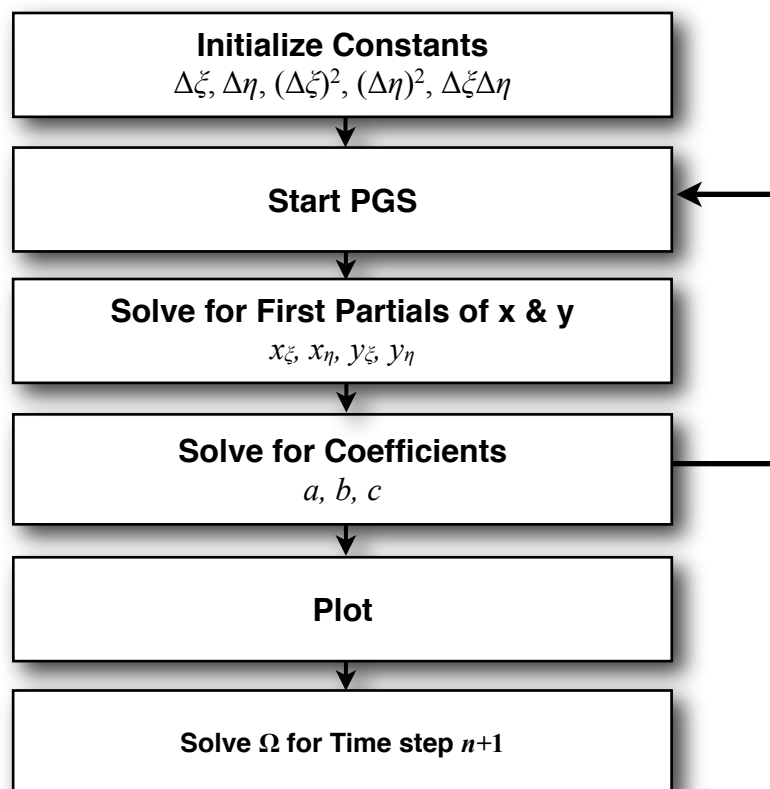 Initialize Constants
Δξ, Δη, (Δξ)², (Δη)², ΔξΔη
Start PGS
Solve for First Partials of x & y
xξ, xη, yξ, yη
Solve for Coefficients
a, b, c
Plot
Solve Ω for Time step n+1